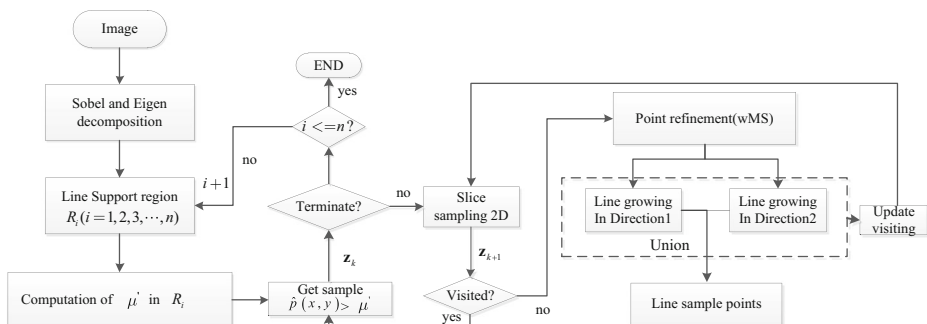 Image
Sobel and Eigen
decomposition
Line Support region
R_i (i = 1, 2, 3, ⋯, n)
Computation of μ' in R_i
END
yes
i <= n?
no
i+1
Terminate?
no
z_k
Get sample
p̂(x, y) > μ'
Slice
sampling 2D
z_{k+1}
Visited?
yes
no
Point refinement(wMS)
Line growing
In Direction1
Line growing
In Direction2
Union
Update
visiting
Line sample points